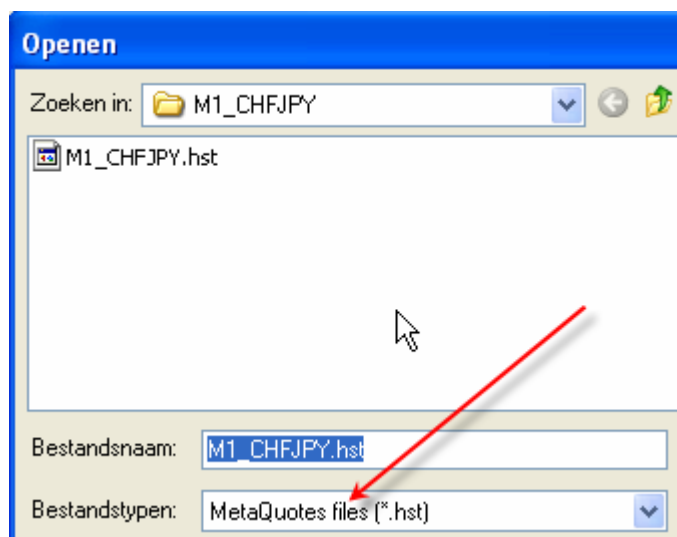 Openen
Zoeken in: M1_CHFJPY
M1_CHFJPY.hst
Bestandsnaam: M1_CHFJPY.hst
Bestandstypen: MetaQuotes files (*.hst)